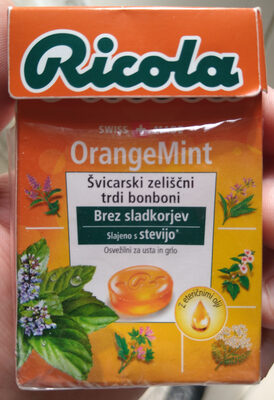 Ricola
SWISS
OrangeMint
Švicarski zeliščni
trdi bonboni
Brez sladkorjev
Slajeno s stevijo*
Osvežilni za usta in grlo
Z eteričnimi olji